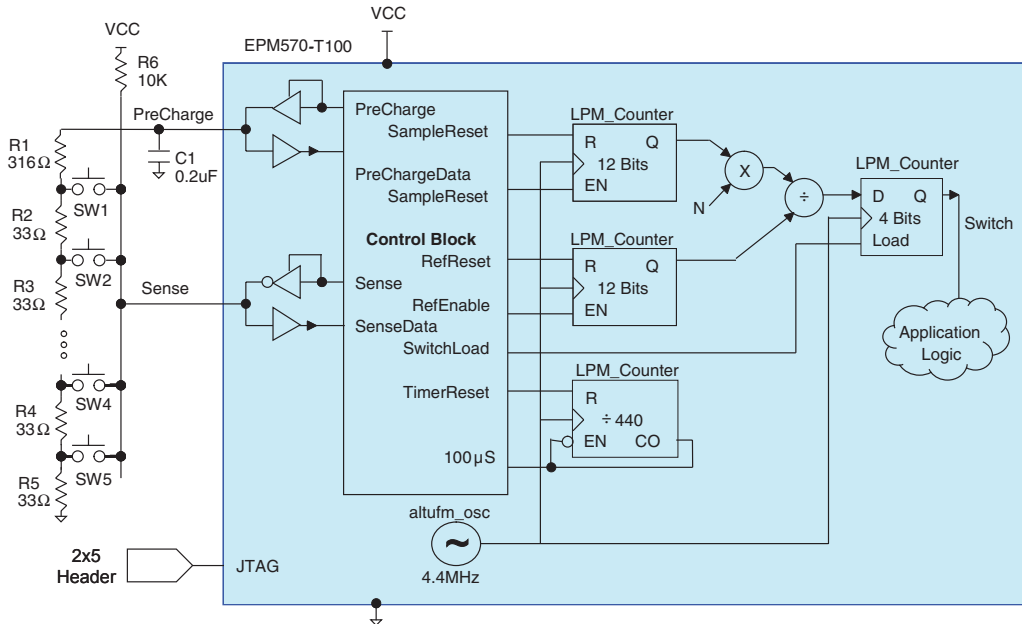 VCC
EPM570-T100
VCC
R6
10K
PreCharge
R1
316Ω
C1
0.2uF
SW1
R2
33Ω
SW2
R3
33Ω
Sense
SW4
R4
33Ω
SW5
R5
33Ω
2x5
Header
JTAG
PreCharge
SampleReset
PreChargeData
SampleReset
Control Block
RefReset
Sense
RefEnable
SenseData
SwitchLoad
TimerReset
100µS
altufm_osc
~
4.4MHz
LPM_Counter
R Q
12 Bits
EN
X
N
÷
LPM_Counter
R Q
12 Bits
EN
LPM_Counter
R
÷ 440
EN CO
LPM_Counter
D Q
4 Bits
Load
Switch
Application
Logic